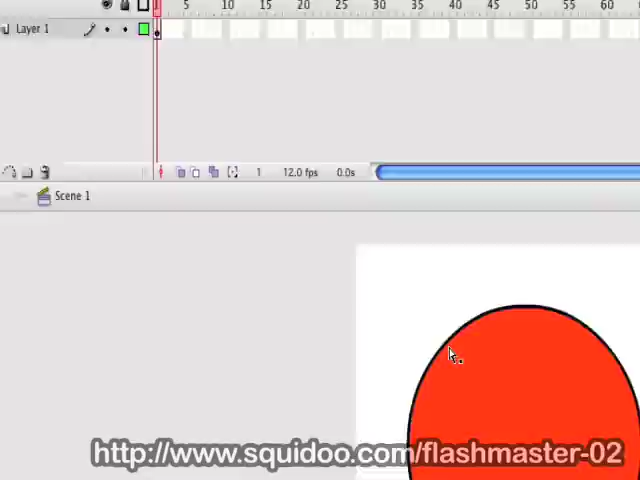 5 10 15 20 25 30 35 40 45 50 55 60
Layer 1
1 12.0 fps 0.0s
Scene 1
http://www.squidoo.com/flashmaster-02